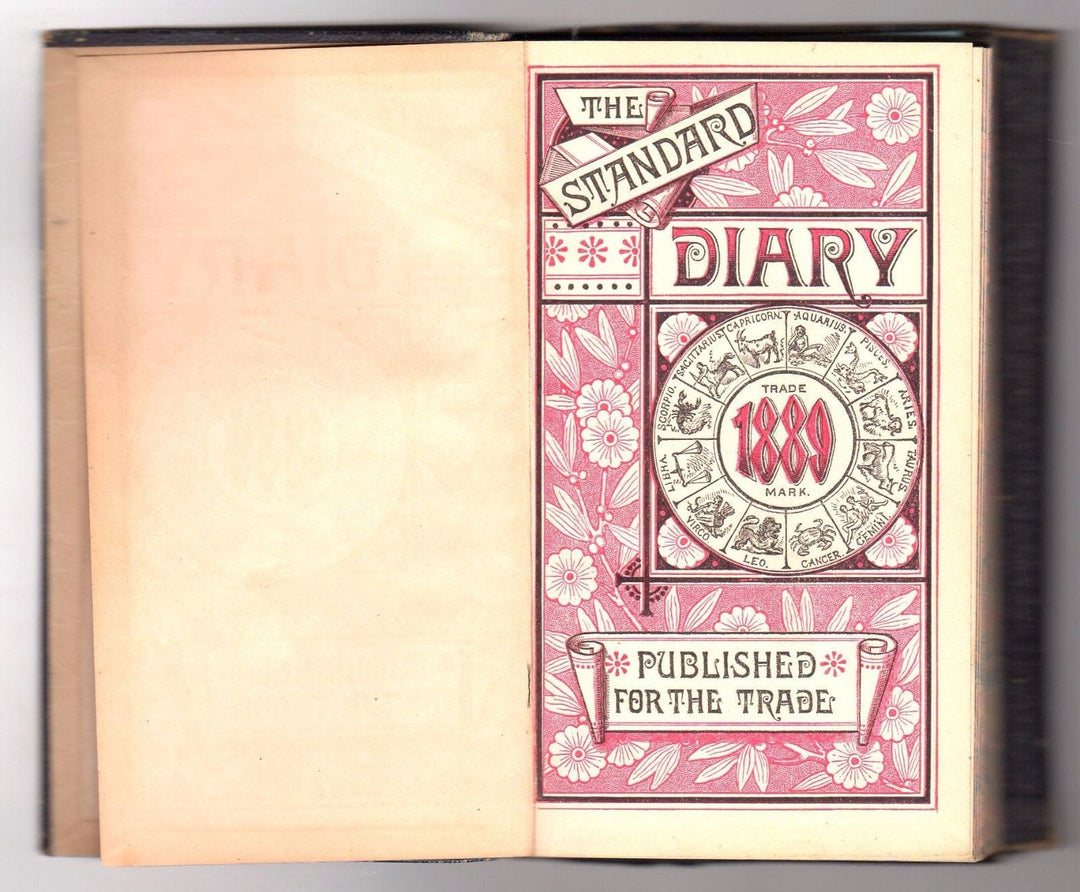 THE
STANDARD
DIARY
CAPRICORN.
AQUARIUS.
PISCES
ARIES.
TAURUS.
GEMINI.
CANCER.
LEO.
VIRGO
LIBRA.
SCORPIO.
SAGITTARIUS
TRADE
1889
MARK.
PUBLISHED
FOR THE TRADE